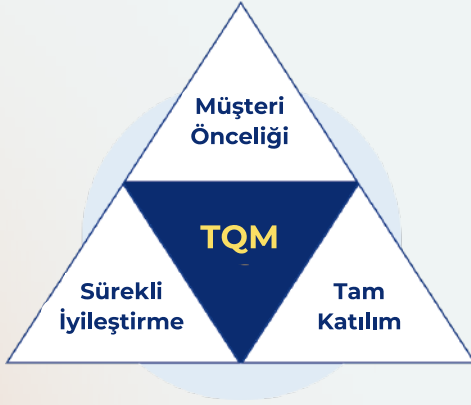 Müşteri
Önceliği
TQM
Sürekli
İyileştirme
Tam
Katılım